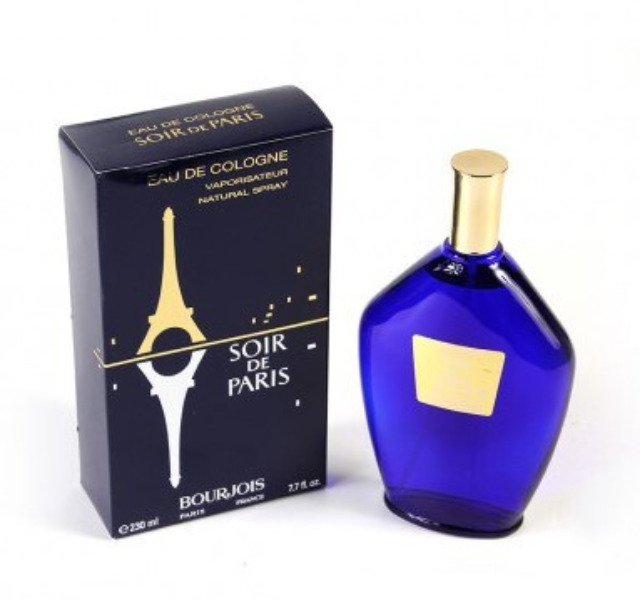 EAU DE COLOGNE
SOIR DE PARIS
EAU DE COLOGNE
VAPORISATEUR
NATURAL SPRAY
SOIR
DE
PARIS
BOURJOIS
PARIS FRANCE
℮ 230 ml 7.7 fl. oz.